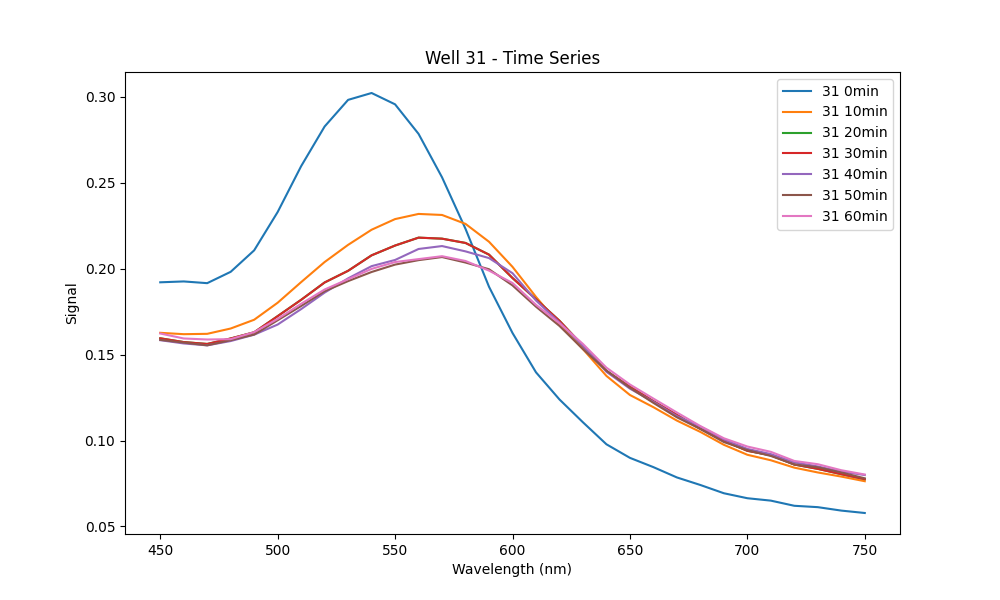 Well 31 - Time Series
31 0min
31 10min
31 20min
31 30min
31 40min
31 50min
31 60min
0.30
0.25
0.20
0.15
0.10
0.05
Signal
450 500 550 600 650 700 750
Wavelength (nm)